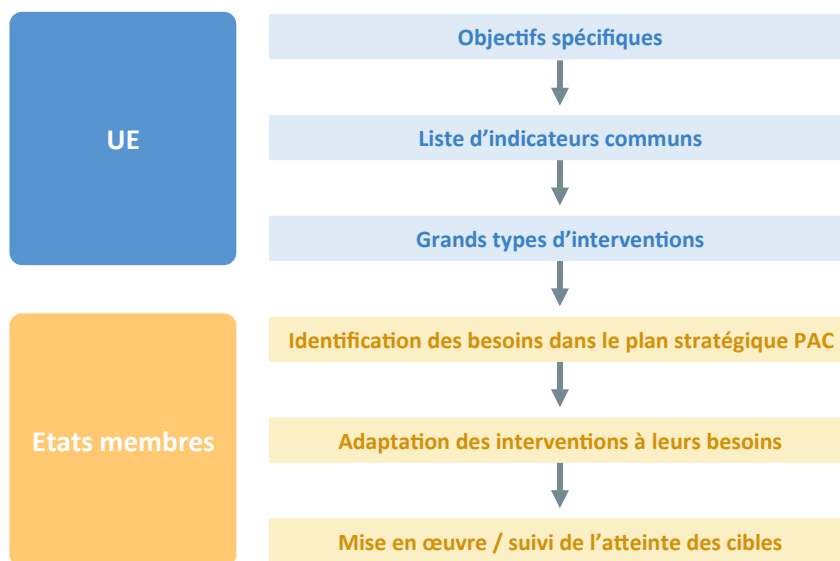 UE
Objectifs spécifiques
Liste d’indicateurs communs
Grands types d’interventions
Etats membres
Identification des besoins dans le plan stratégique PAC
Adaptation des interventions à leurs besoins
Mise en œuvre / suivi de l’atteinte des cibles